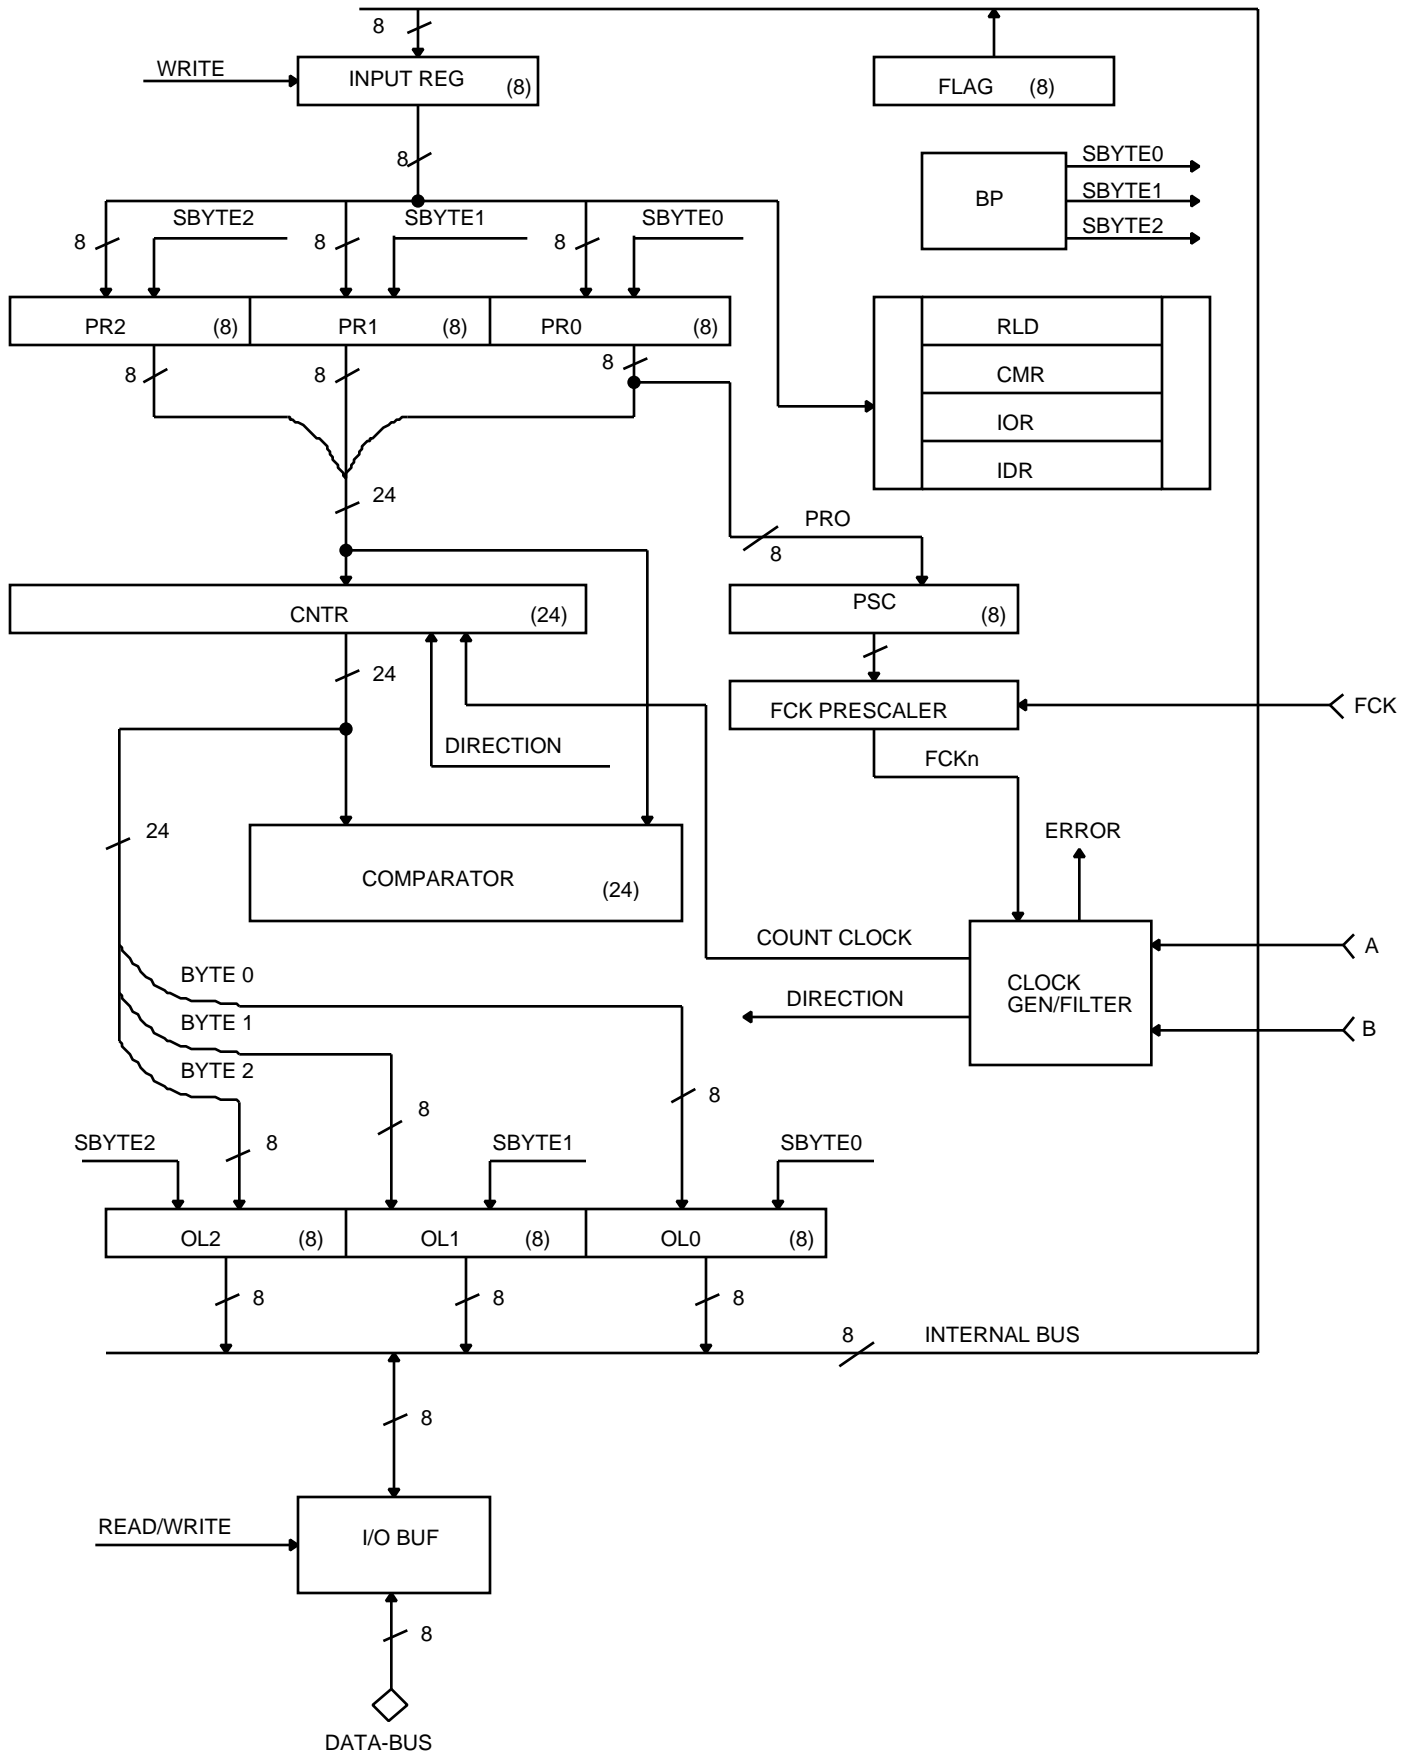 8
WRITE
INPUT REG (8)
FLAG (8)
8
SBYTE0
BP
SBYTE1
SBYTE2
SBYTE2
SBYTE1
SBYTE0
8
8
8
PR2 (8)
PR1 (8)
PR0 (8)
RLD
CMR
IOR
IDR
8
8
8
24
PRO
8
CNTR (24)
PSC (8)
24
FCK PRESCALER
FCK
DIRECTION
FCKn
24
ERROR
COMPARATOR (24)
COUNT CLOCK
A
BYTE 0
CLOCK
GEN/FILTER
DIRECTION
BYTE 1
B
BYTE 2
8
8
8
SBYTE2
SBYTE1
SBYTE0
OL2 (8)
OL1 (8)
OL0 (8)
8
8
8
8
INTERNAL BUS
8
READ/WRITE
I/O BUF
8
DATA-BUS